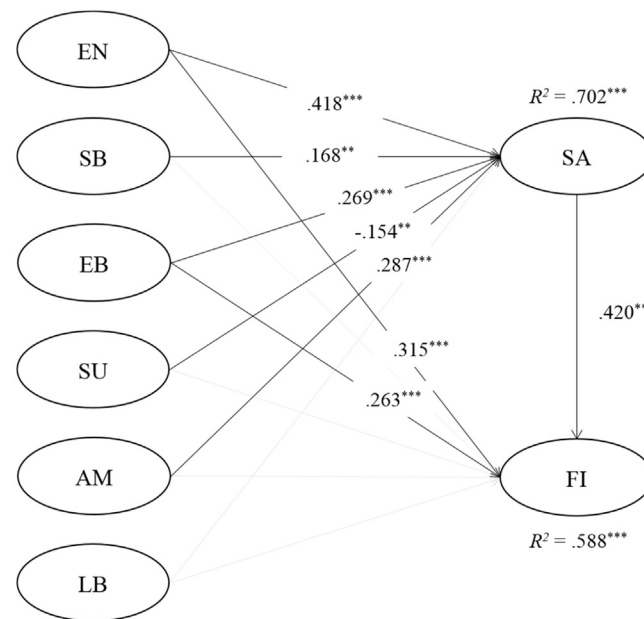 EN
R² = .702***
.418***
SB
.168**
SA
.269***
-.154**
EB
.287***
.420**
SU
.315***
.263***
AM
FI
R² = .588***
LB